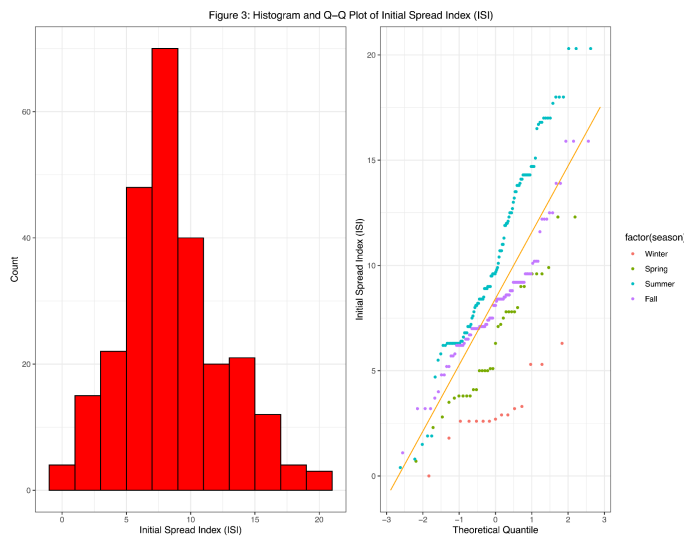 Figure 3: Histogram and Q−Q Plot of Initial Spread Index (ISI)
Count
60
40
20
0
0
5
10
15
20
Initial Spread Index (ISI)
Initial Spread Index (ISI)
20
15
10
5
0
−3
−2
−1
0
1
2
3
Theoretical Quantile
factor(season)
Winter
Spring
Summer
Fall